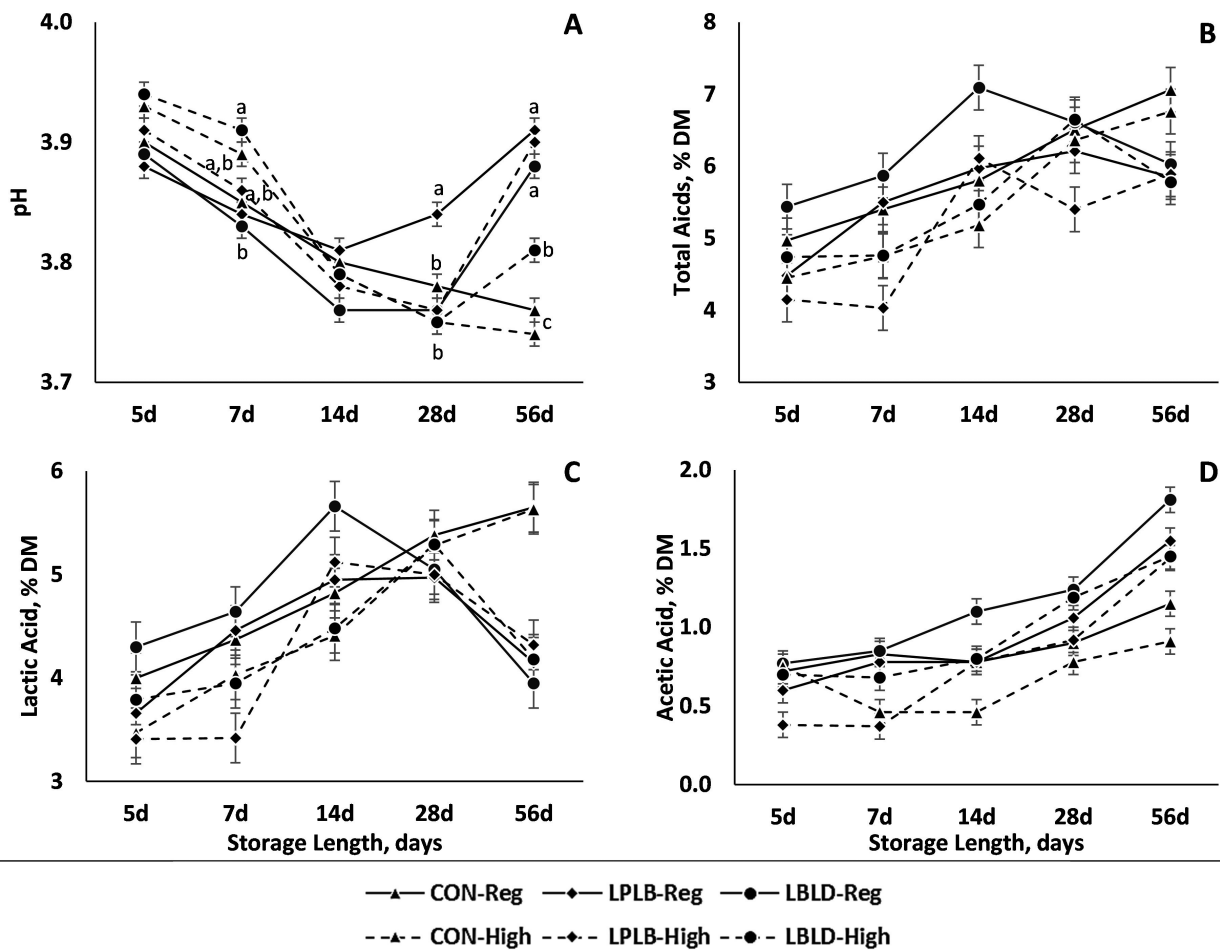 4.0
3.9
3.8
3.7
pH
A
a
a,b
a,b
b
a
b
b
a
a
b
c
5d 7d 14d 28d 56d
8
7
6
5
4
3
Total Aicds, % DM
B
5d 7d 14d 28d 56d
6
5
4
3
Lactic Acid, % DM
C
5d 7d 14d 28d 56d
Storage Length, days
2.0
1.5
1.0
0.5
0.0
Acetic Acid, % DM
D
5d 7d 14d 28d 56d
Storage Length, days
CON-Reg LPLB-Reg LBLD-Reg
CON-High LPLB-High LBLD-High